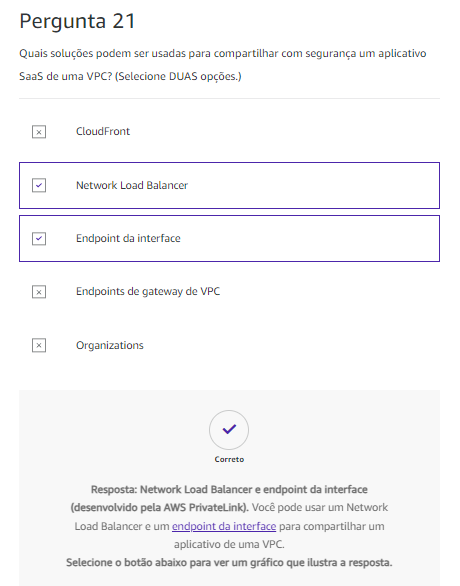 Pergunta 21
Quais soluções podem ser usadas para compartilhar com segurança um aplicativo
SaaS de uma VPC? (Selecione DUAS opções.)
CloudFront
Network Load Balancer
Endpoint da interface
Endpoints de gateway de VPC
Organizations
Correto
Resposta: Network Load Balancer e endpoint da interface
(desenvolvido pela AWS PrivateLink). Você pode usar um Network
Load Balancer e um endpoint da interface para compartilhar um
aplicativo de uma VPC.
Selecione o botão abaixo para ver um gráfico que ilustra a resposta.